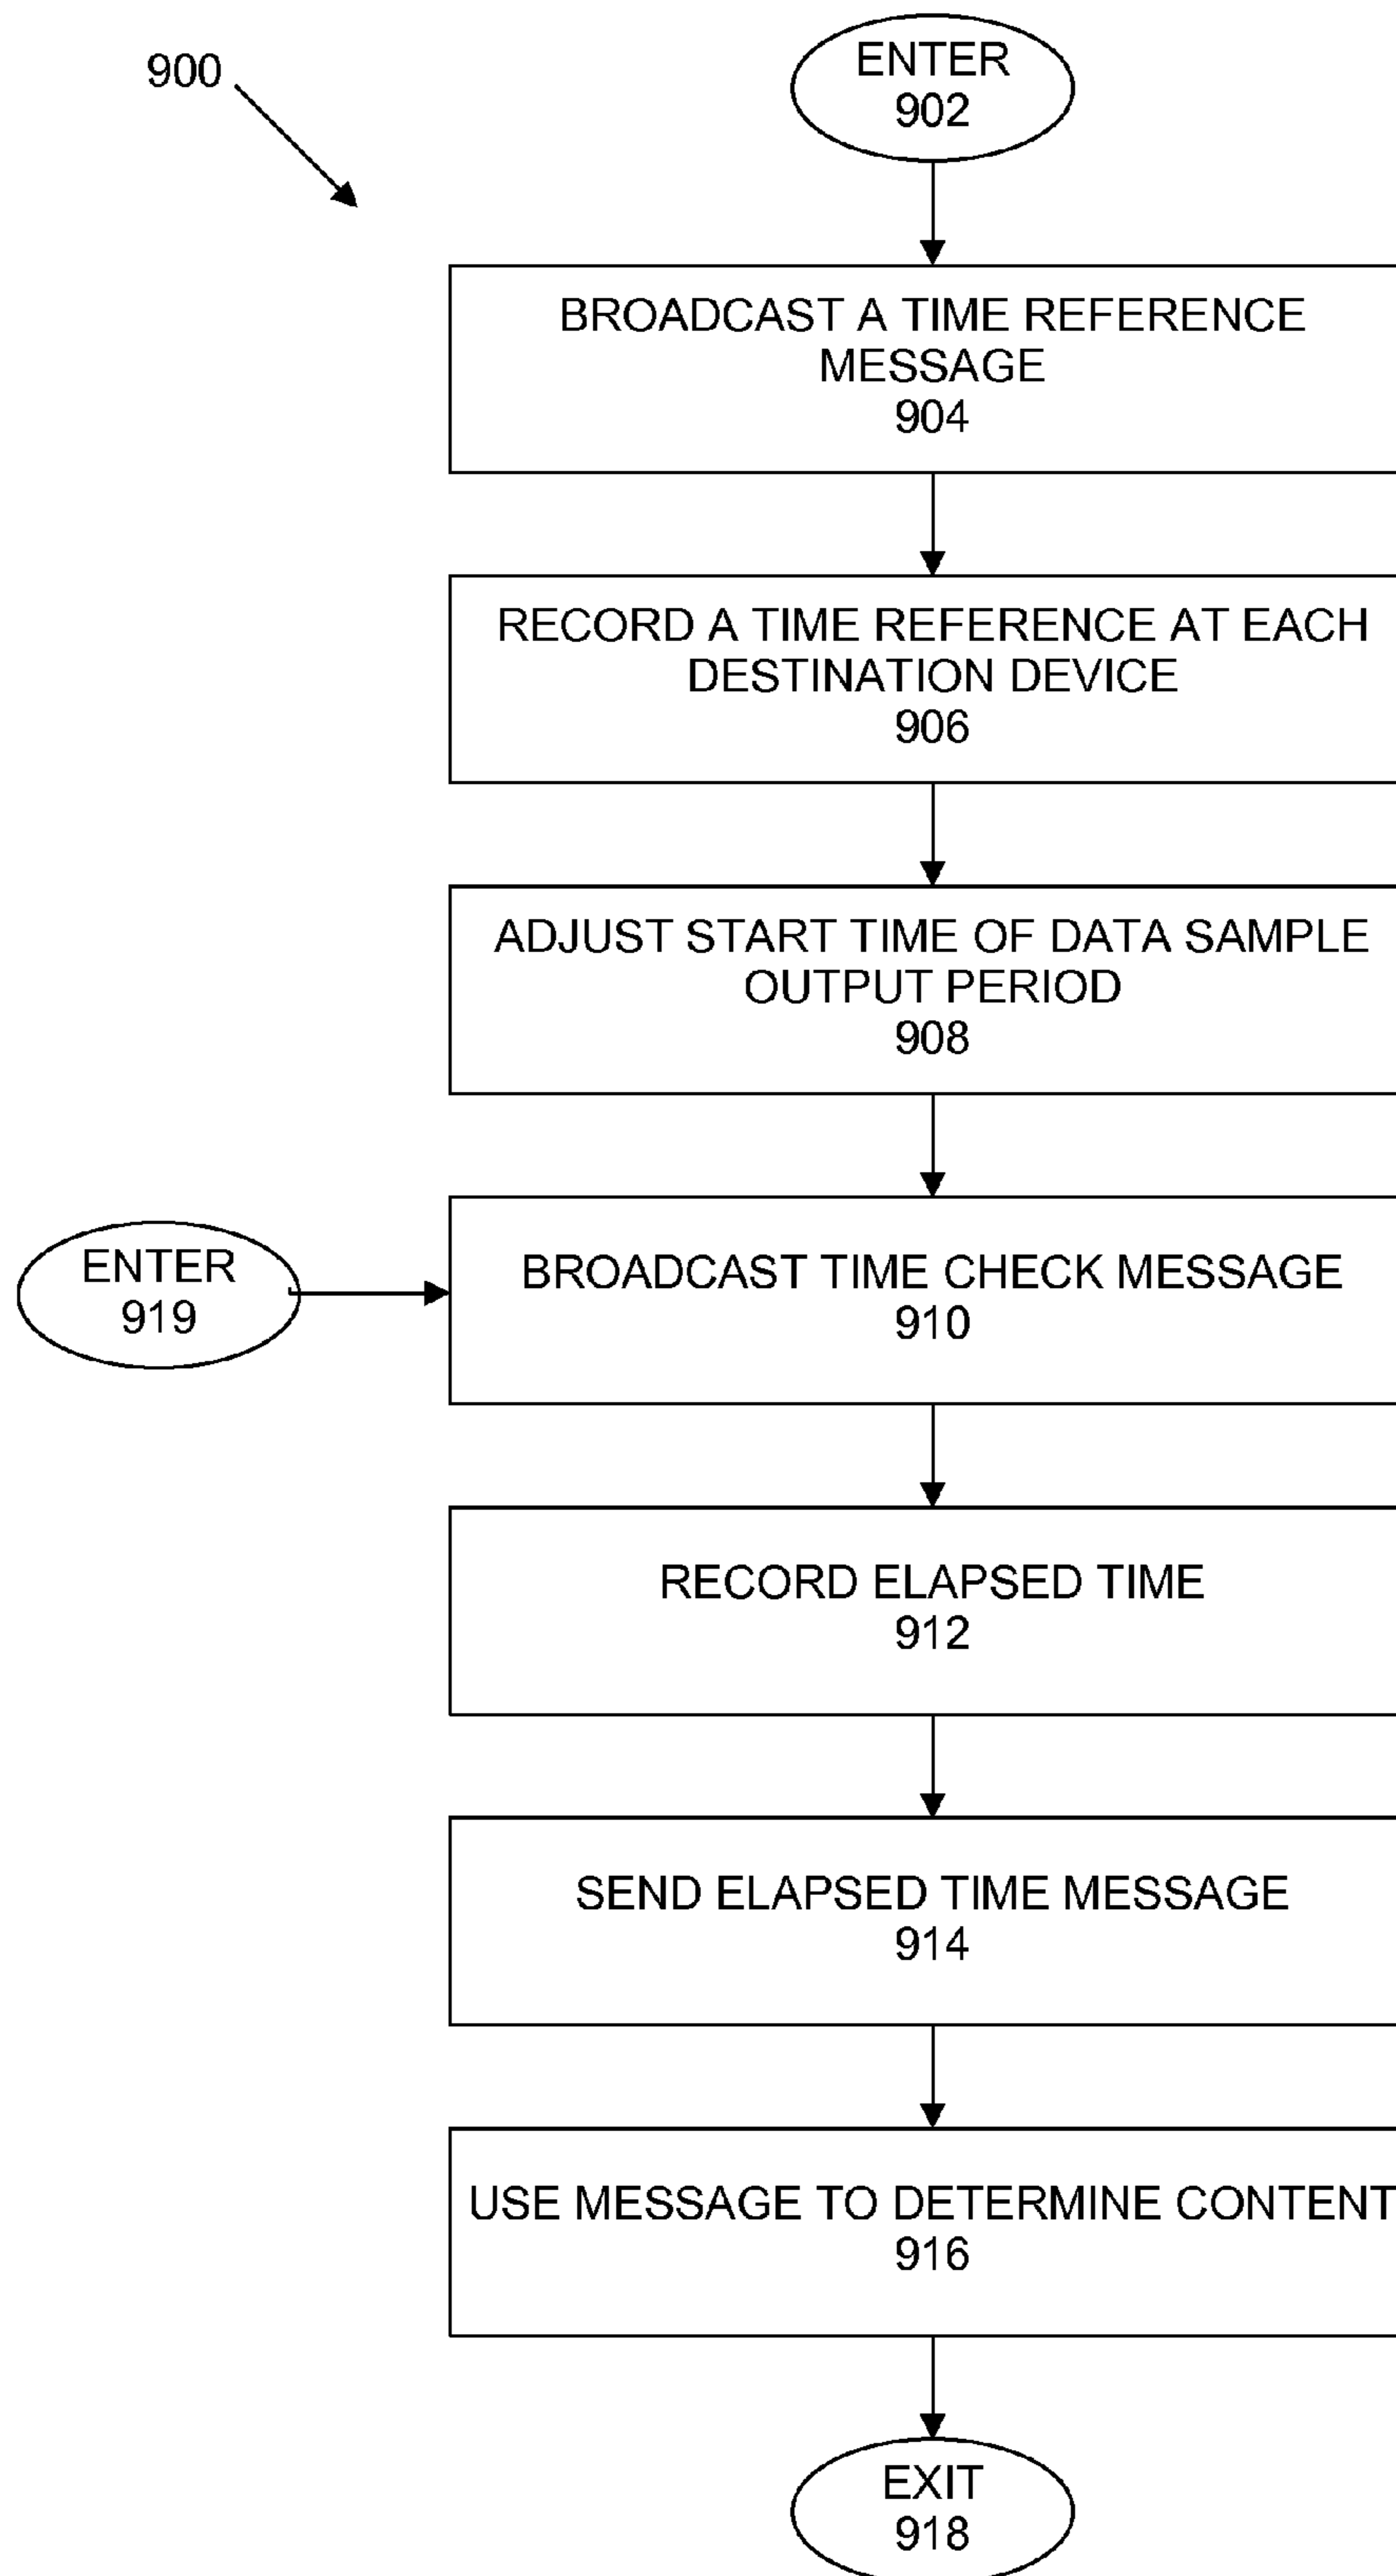 900
ENTER
902
BROADCAST A TIME REFERENCE
MESSAGE
904
RECORD A TIME REFERENCE AT EACH
DESTINATION DEVICE
906
ADJUST START TIME OF DATA SAMPLE
OUTPUT PERIOD
908
ENTER
919
BROADCAST TIME CHECK MESSAGE
910
RECORD ELAPSED TIME
912
SEND ELAPSED TIME MESSAGE
914
USE MESSAGE TO DETERMINE CONTENT
916
EXIT
918